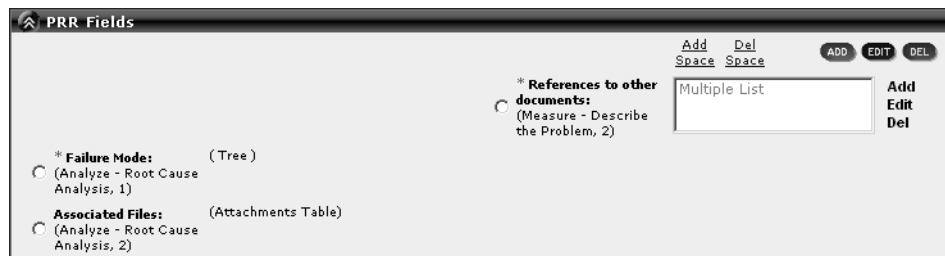 PRR Fields
Add Space Del Space ADD EDIT DEL
* References to other documents:
(Measure - Describe the Problem, 2)
Multiple List
Add
Edit
Del
* Failure Mode:
(Analyze - Root Cause
Analysis, 1)
( Tree )
Associated Files:
(Analyze - Root Cause
Analysis, 2)
(Attachments Table)